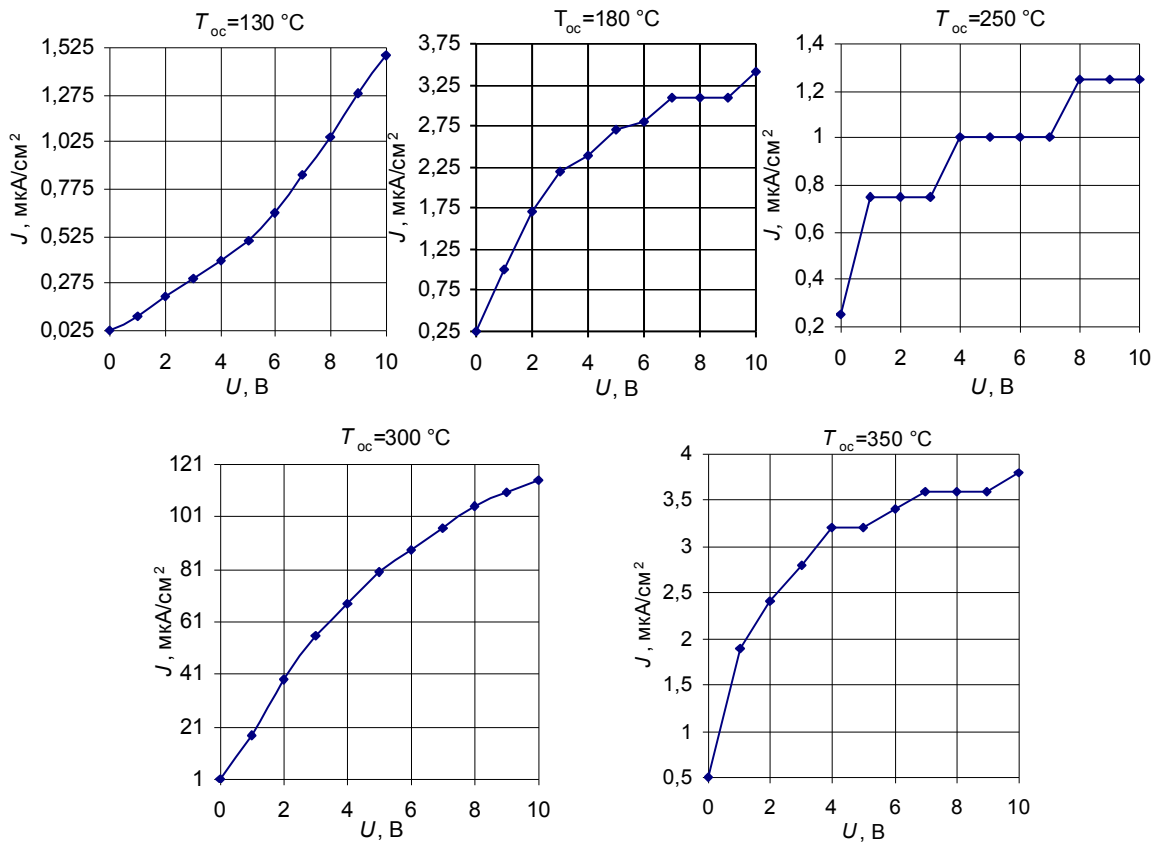 Tос=130 °C
1,525
1,275
1,025
0,775
0,525
0,275
0,025
J, мкА/см²
0 2 4 6 8 10
U, В
Tос=180 °C
3,75
3,25
2,75
2,25
1,75
1,25
0,75
0,25
J, мкА/см²
0 2 4 6 8 10
U, В
Tос=250 °C
1,4
1,2
1
0,8
0,6
0,4
0,2
J, мкА/см²
0 2 4 6 8 10
U, В
Tос=300 °C
121
101
81
61
41
21
1
J, мкА/см²
0 2 4 6 8 10
U, В
Tос=350 °C
4
3,5
3
2,5
2
1,5
1
0,5
J, мкА/см²
0 2 4 6 8 10
U, В